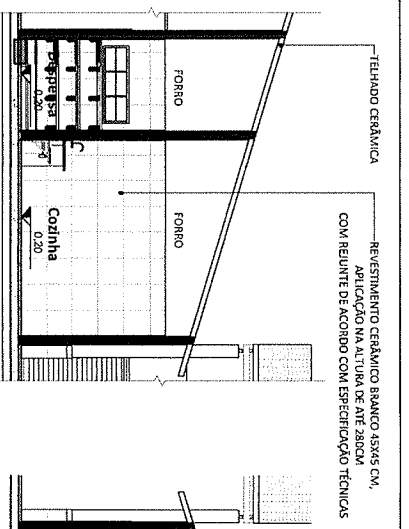 TELHADO CERÂMICA
REVESTIMENTO CERÂMICO BRANCO 45X45 CM,
APLICAÇÃO NA ALTURA DE ATÉ 280CM
COM REJUNTE DE ACORDO COM ESPECIFICAÇÃO TÉCNICAS
FORRO
FORRO
Despensa
0,20
Cozinha
0,20